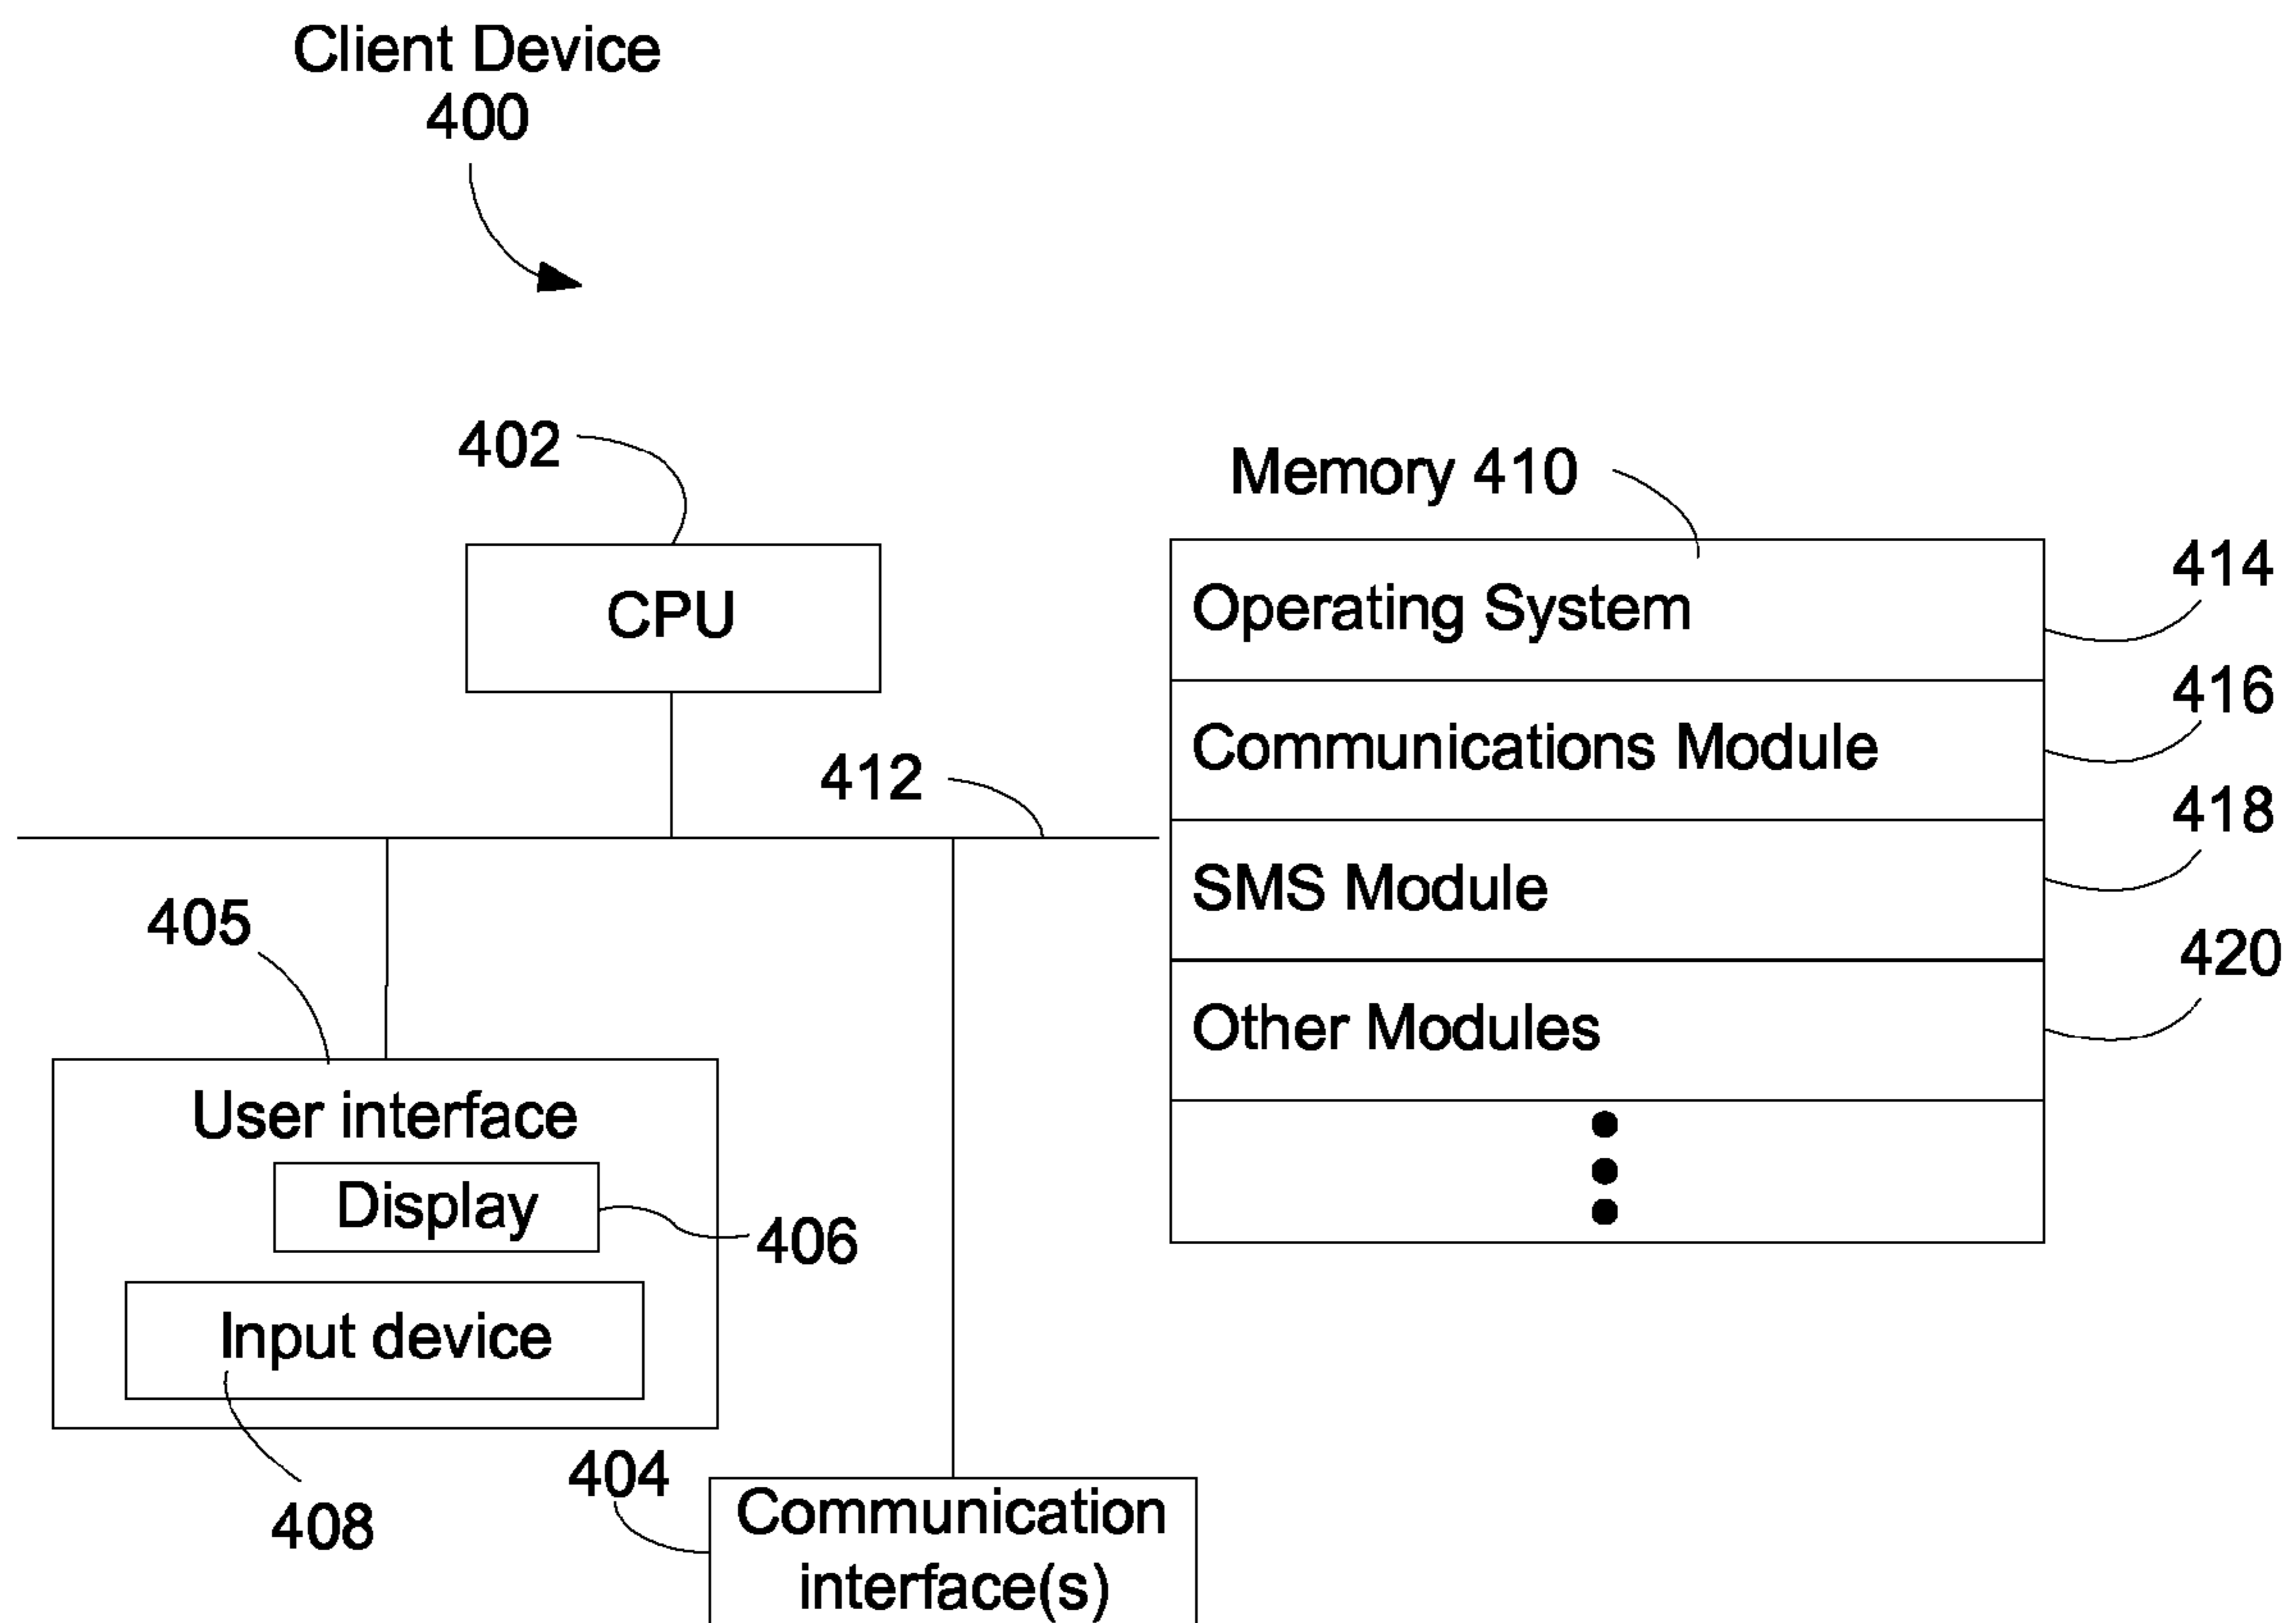 Client Device
400
402
CPU
Memory 410
Operating System
414
Communications Module
416
SMS Module
418
Other Modules
420
412
405
User interface
Display
406
Input device
408
404
Communication
interface(s)